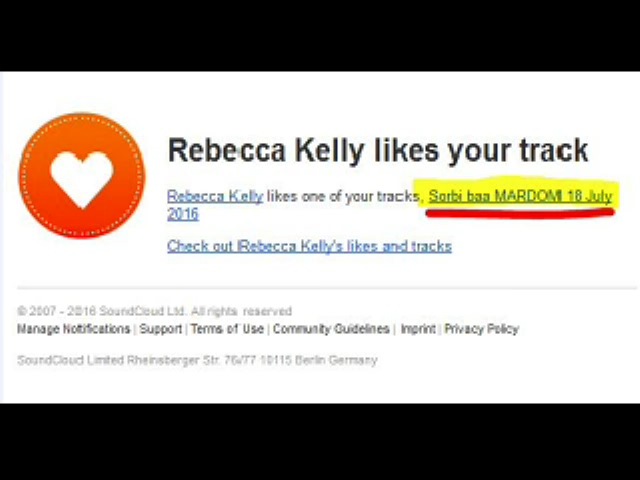 Rebecca Kelly likes your track
Rebecca Kelly likes one of your tracks, Sorbi baa MARDOMI 18 July
2016
Check out lRebecca Kelly's likes and tracks
© 2007 - 2016 SoundCloud Ltd. All rights reserved
Manage Notifications | Support | Terms of Use | Community Guidelines | Imprint | Privacy Policy
SoundCloud Limited Rheinsberger Str. 76/77 10115 Berlin Germany